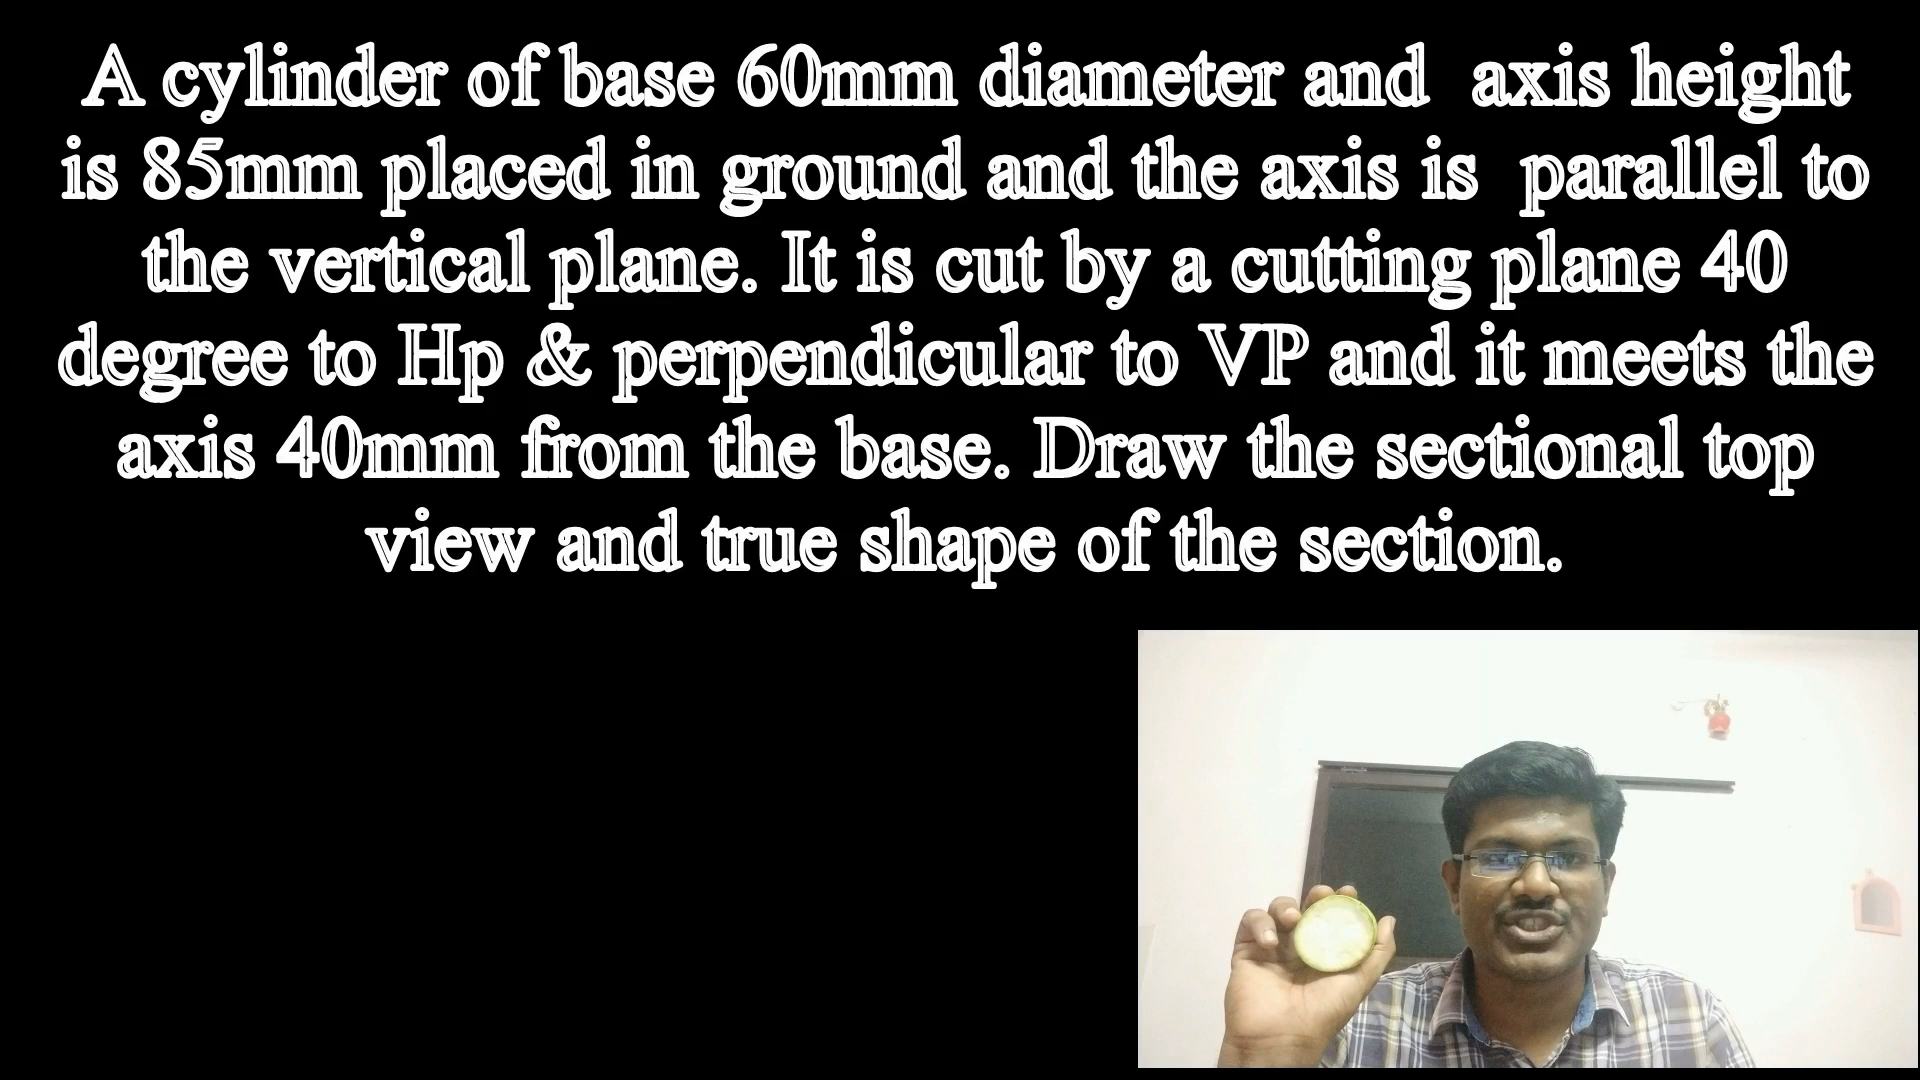 A cylinder of base 60mm diameter and axis height
is 85mm placed in ground and the axis is parallel to
the vertical plane. It is cut by a cutting plane 40
degree to Hp & perpendicular to VP and it meets the
axis 40mm from the base. Draw the sectional top
view and true shape of the section.